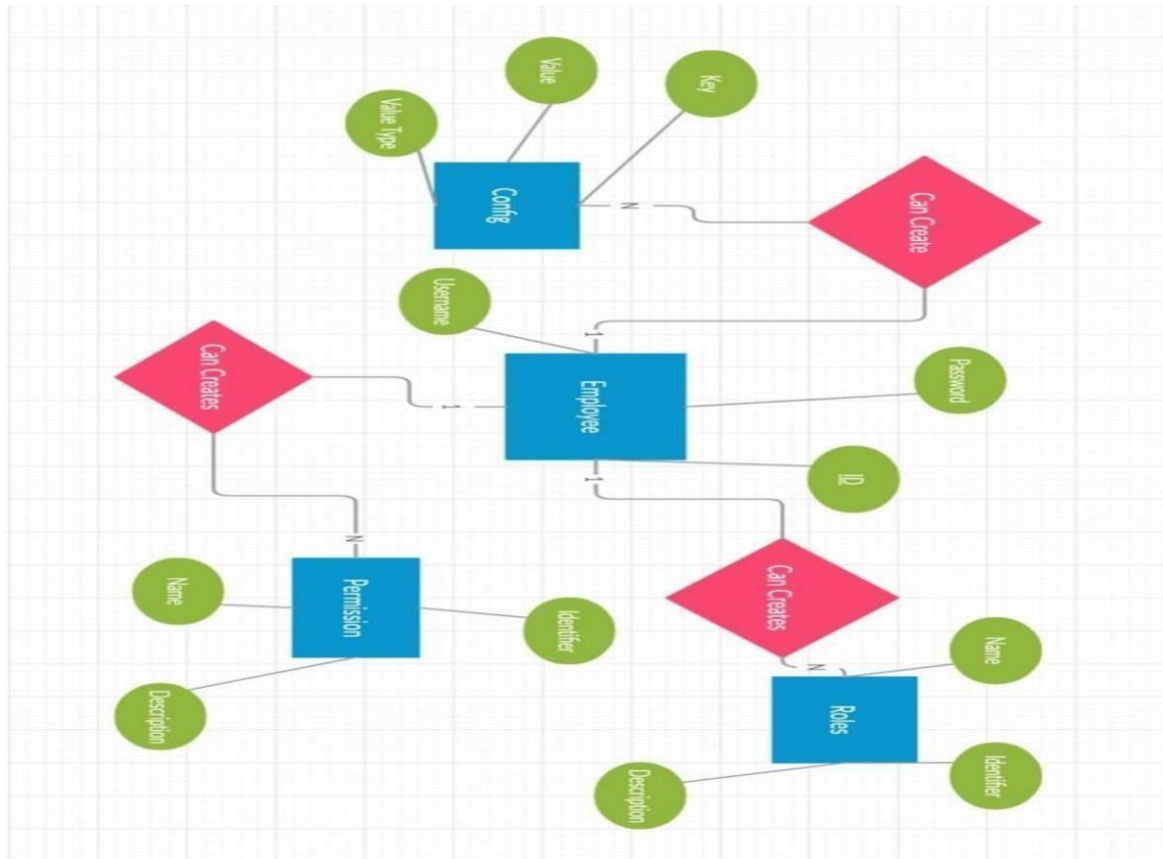 Name
Identifier
Password
Can Create
ID
Roles
N
Can Creates
Key
Description
N
1
Employee
1
Identifier
Value
Config
1
Username
Value Type
N
Permission
Can Creates
Name
Description